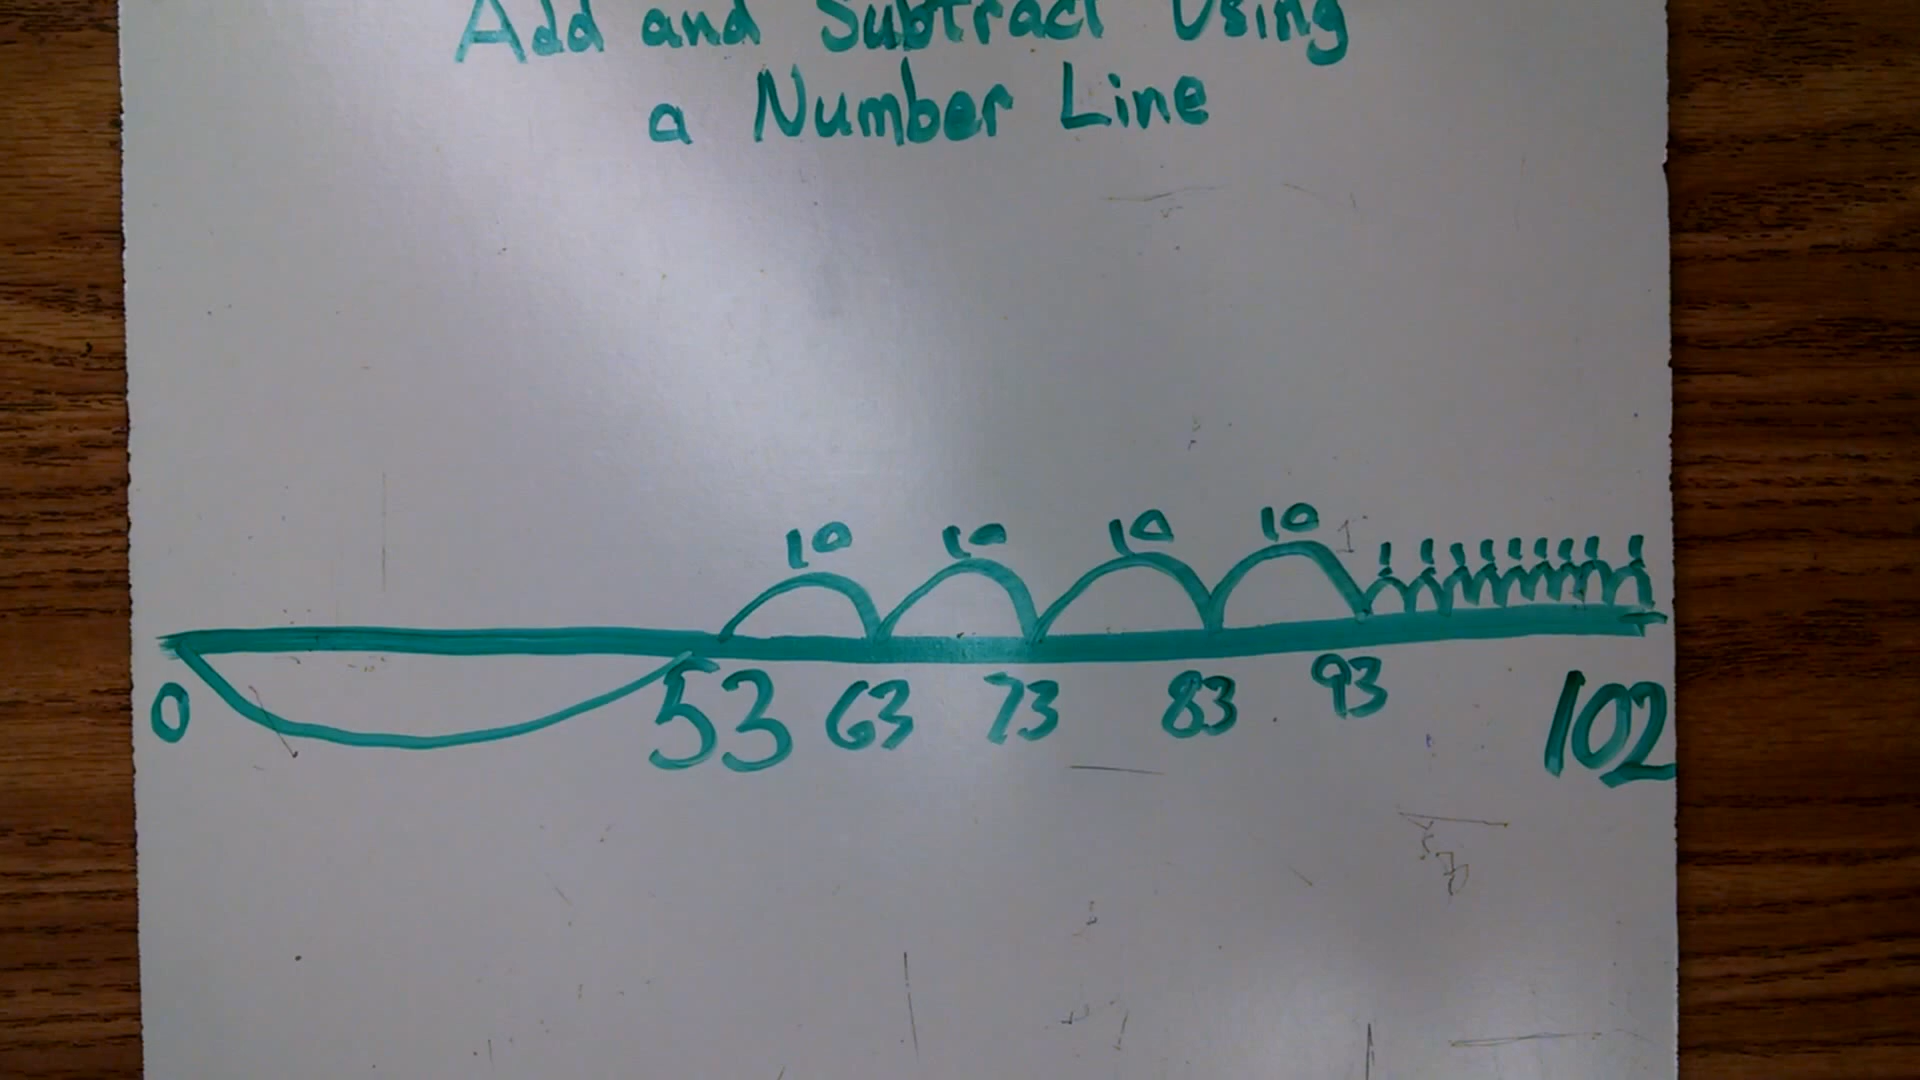 Add and Subtract Using
a Number Line
10 10 10 10 1 1 1 1 1 1 1 1 1
0 53 63 73 83 93 102